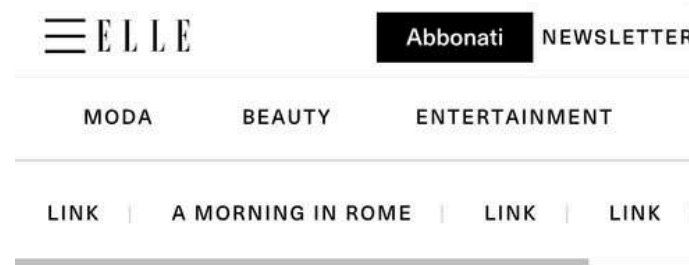 ELLE Abbonati NEWSLETTER
MODA BEAUTY ENTERTAINMENT
LINK A MORNING IN ROME LINK LINK